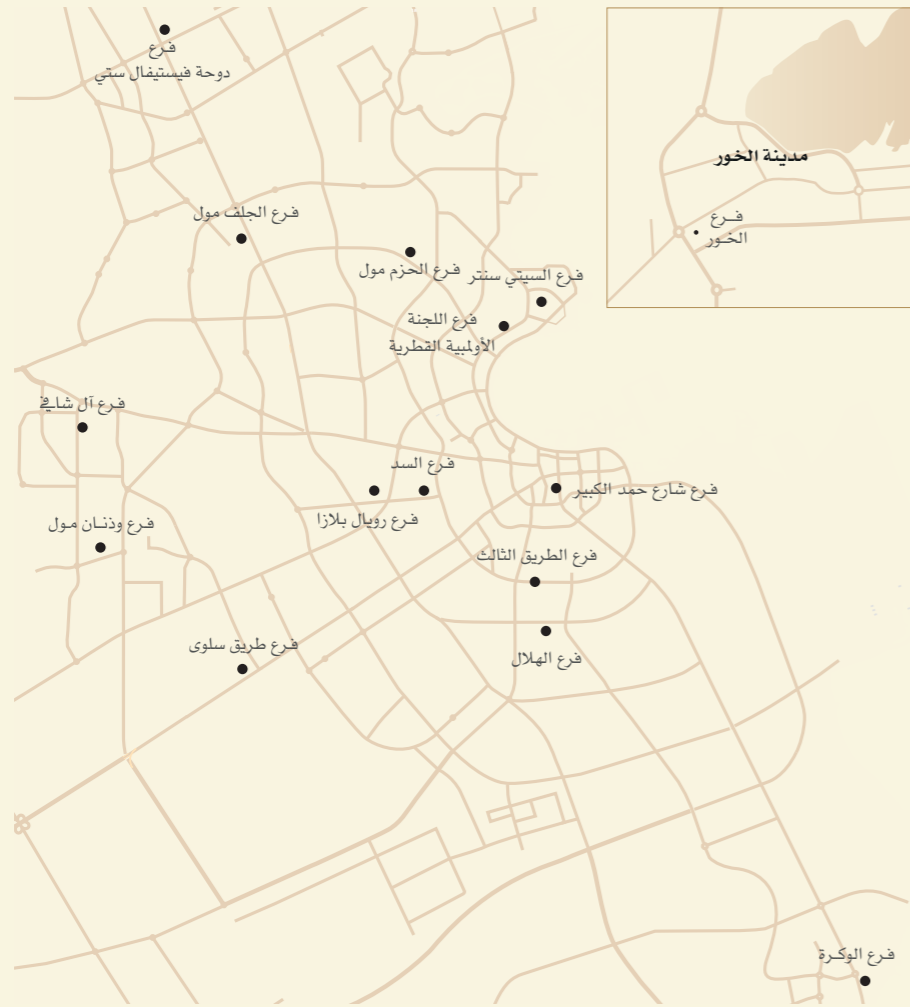 فرع
دوحة فيستيفال ستي
مدينة الخور
فرع
الخور
فرع الجلف مول
فرع الحزم مول
فرع السيتي سنتر
فرع اللجنة
الأولمبية القطرية
فرع آل شافي
فرع السد
فرع شارع حمد الكبير
فرع رويال بلازا
فرع وذنان مول
فرع الطريق الثالث
فرع طريق سلوى
فرع الهلال
فرع الوكرة